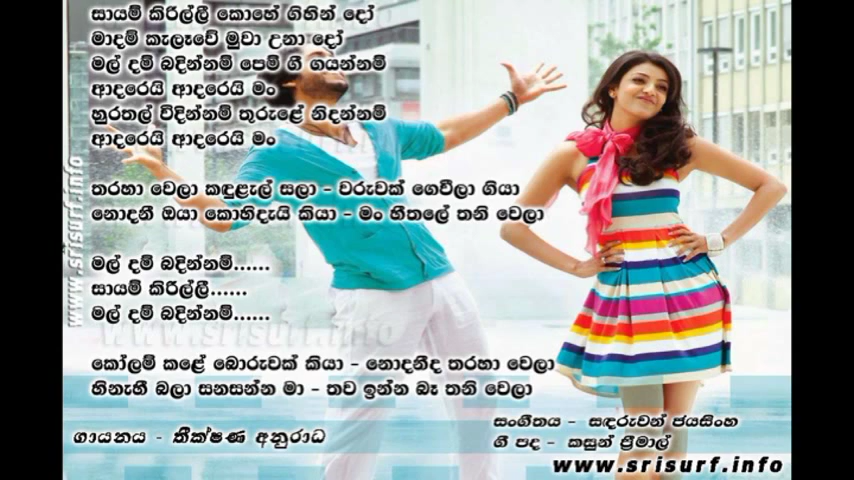 සායම් කිරිල්ලී කොහේ ගිහින් දෝ
මාදම් කැලෑවේ මුවා උනා දෝ
මල් දම් බදින්නම් පෙම් ගී ගයන්නම්
ආදරෙයි ආදරෙයි මං
හුරතල් විදින්නම් තුරුළේ නිදන්නම්
ආදරෙයි ආදරෙයි මං
තරහා වෙලා කඳුළැල් සලා - වරුවක් ගෙවීලා ගියා
නොදනී ඔයා කොහිදැයි කියා - මං හීතලේ තනි වෙලා
මල් දම් බදින්නම්......
සායම් කිරිල්ලී......
මල් දම් බදින්නම්......
කෝලම් කළේ බොරුවක් කියා - නොදනීද තරහා වෙලා
හිනැහී බලා සනසන්න මා - තව ඉන්න බෑ තනි වෙලා
සංගීතය - සඳරුවන් ජයසිංහ
ගායනය - තීක්ෂණ අනුරාධ
ගී පද - කසුන් ප්‍රීමාල්
www.srisurf.info
www.srisurf.info
www.srisurf.info